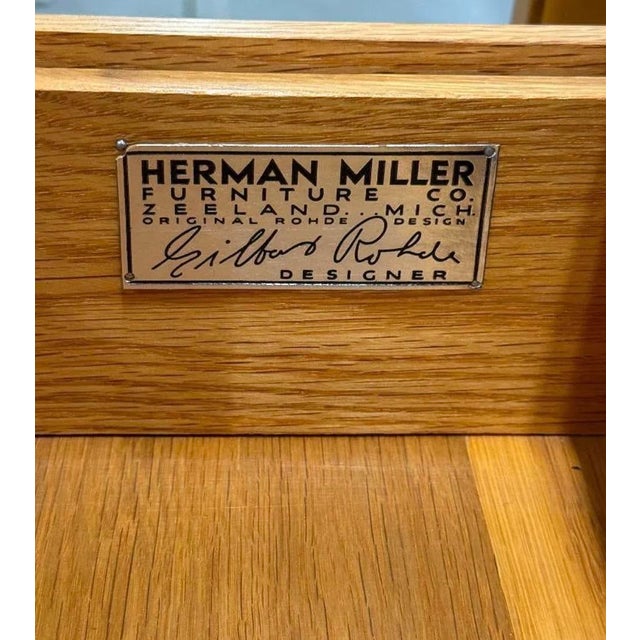 HERMAN MILLER
FURNITURE CO.
ZEELAND.. MICH.
ORIGINAL ROHDE DESIGN
Gilbert Rohde
DESIGNER